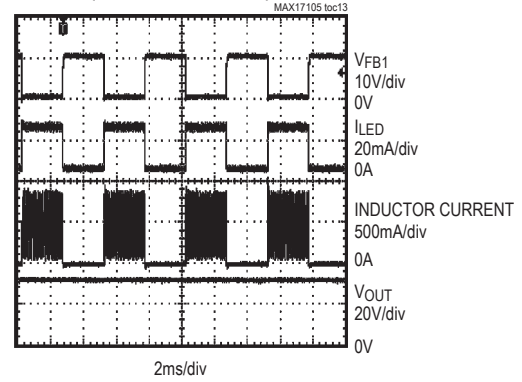 MAX17105 toc13
T
VFB1
10V/div
0V
ILED
20mA/div
0A
INDUCTOR CURRENT
500mA/div
0A
VOUT
20V/div
0V
2ms/div